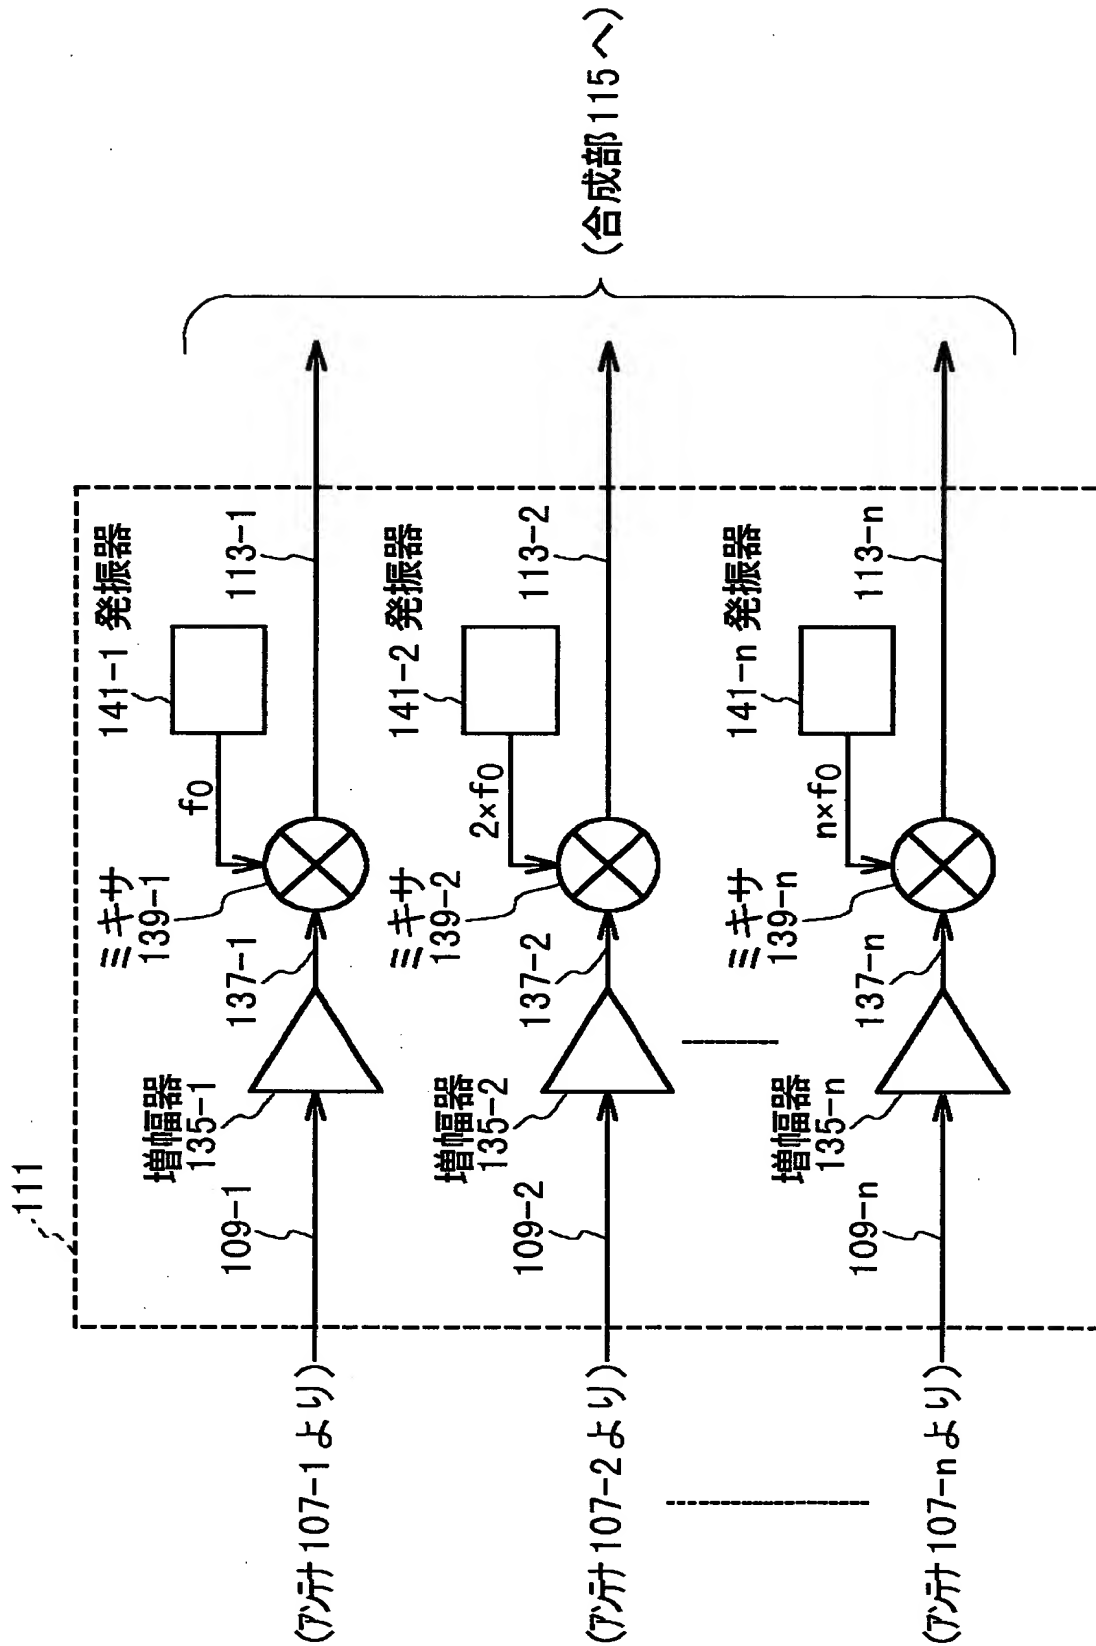 111
(アンテナ107-1より)
109-1
増幅器
135-1
137-1
ミキサ
139-1
f0
141-1 発振器
113-1
(アンテナ107-2より)
109-2
増幅器
135-2
137-2
ミキサ
139-2
2×f0
141-2 発振器
113-2
(アンテナ107-nより)
109-n
増幅器
135-n
137-n
ミキサ
139-n
n×f0
141-n 発振器
113-n
(合成部115へ)